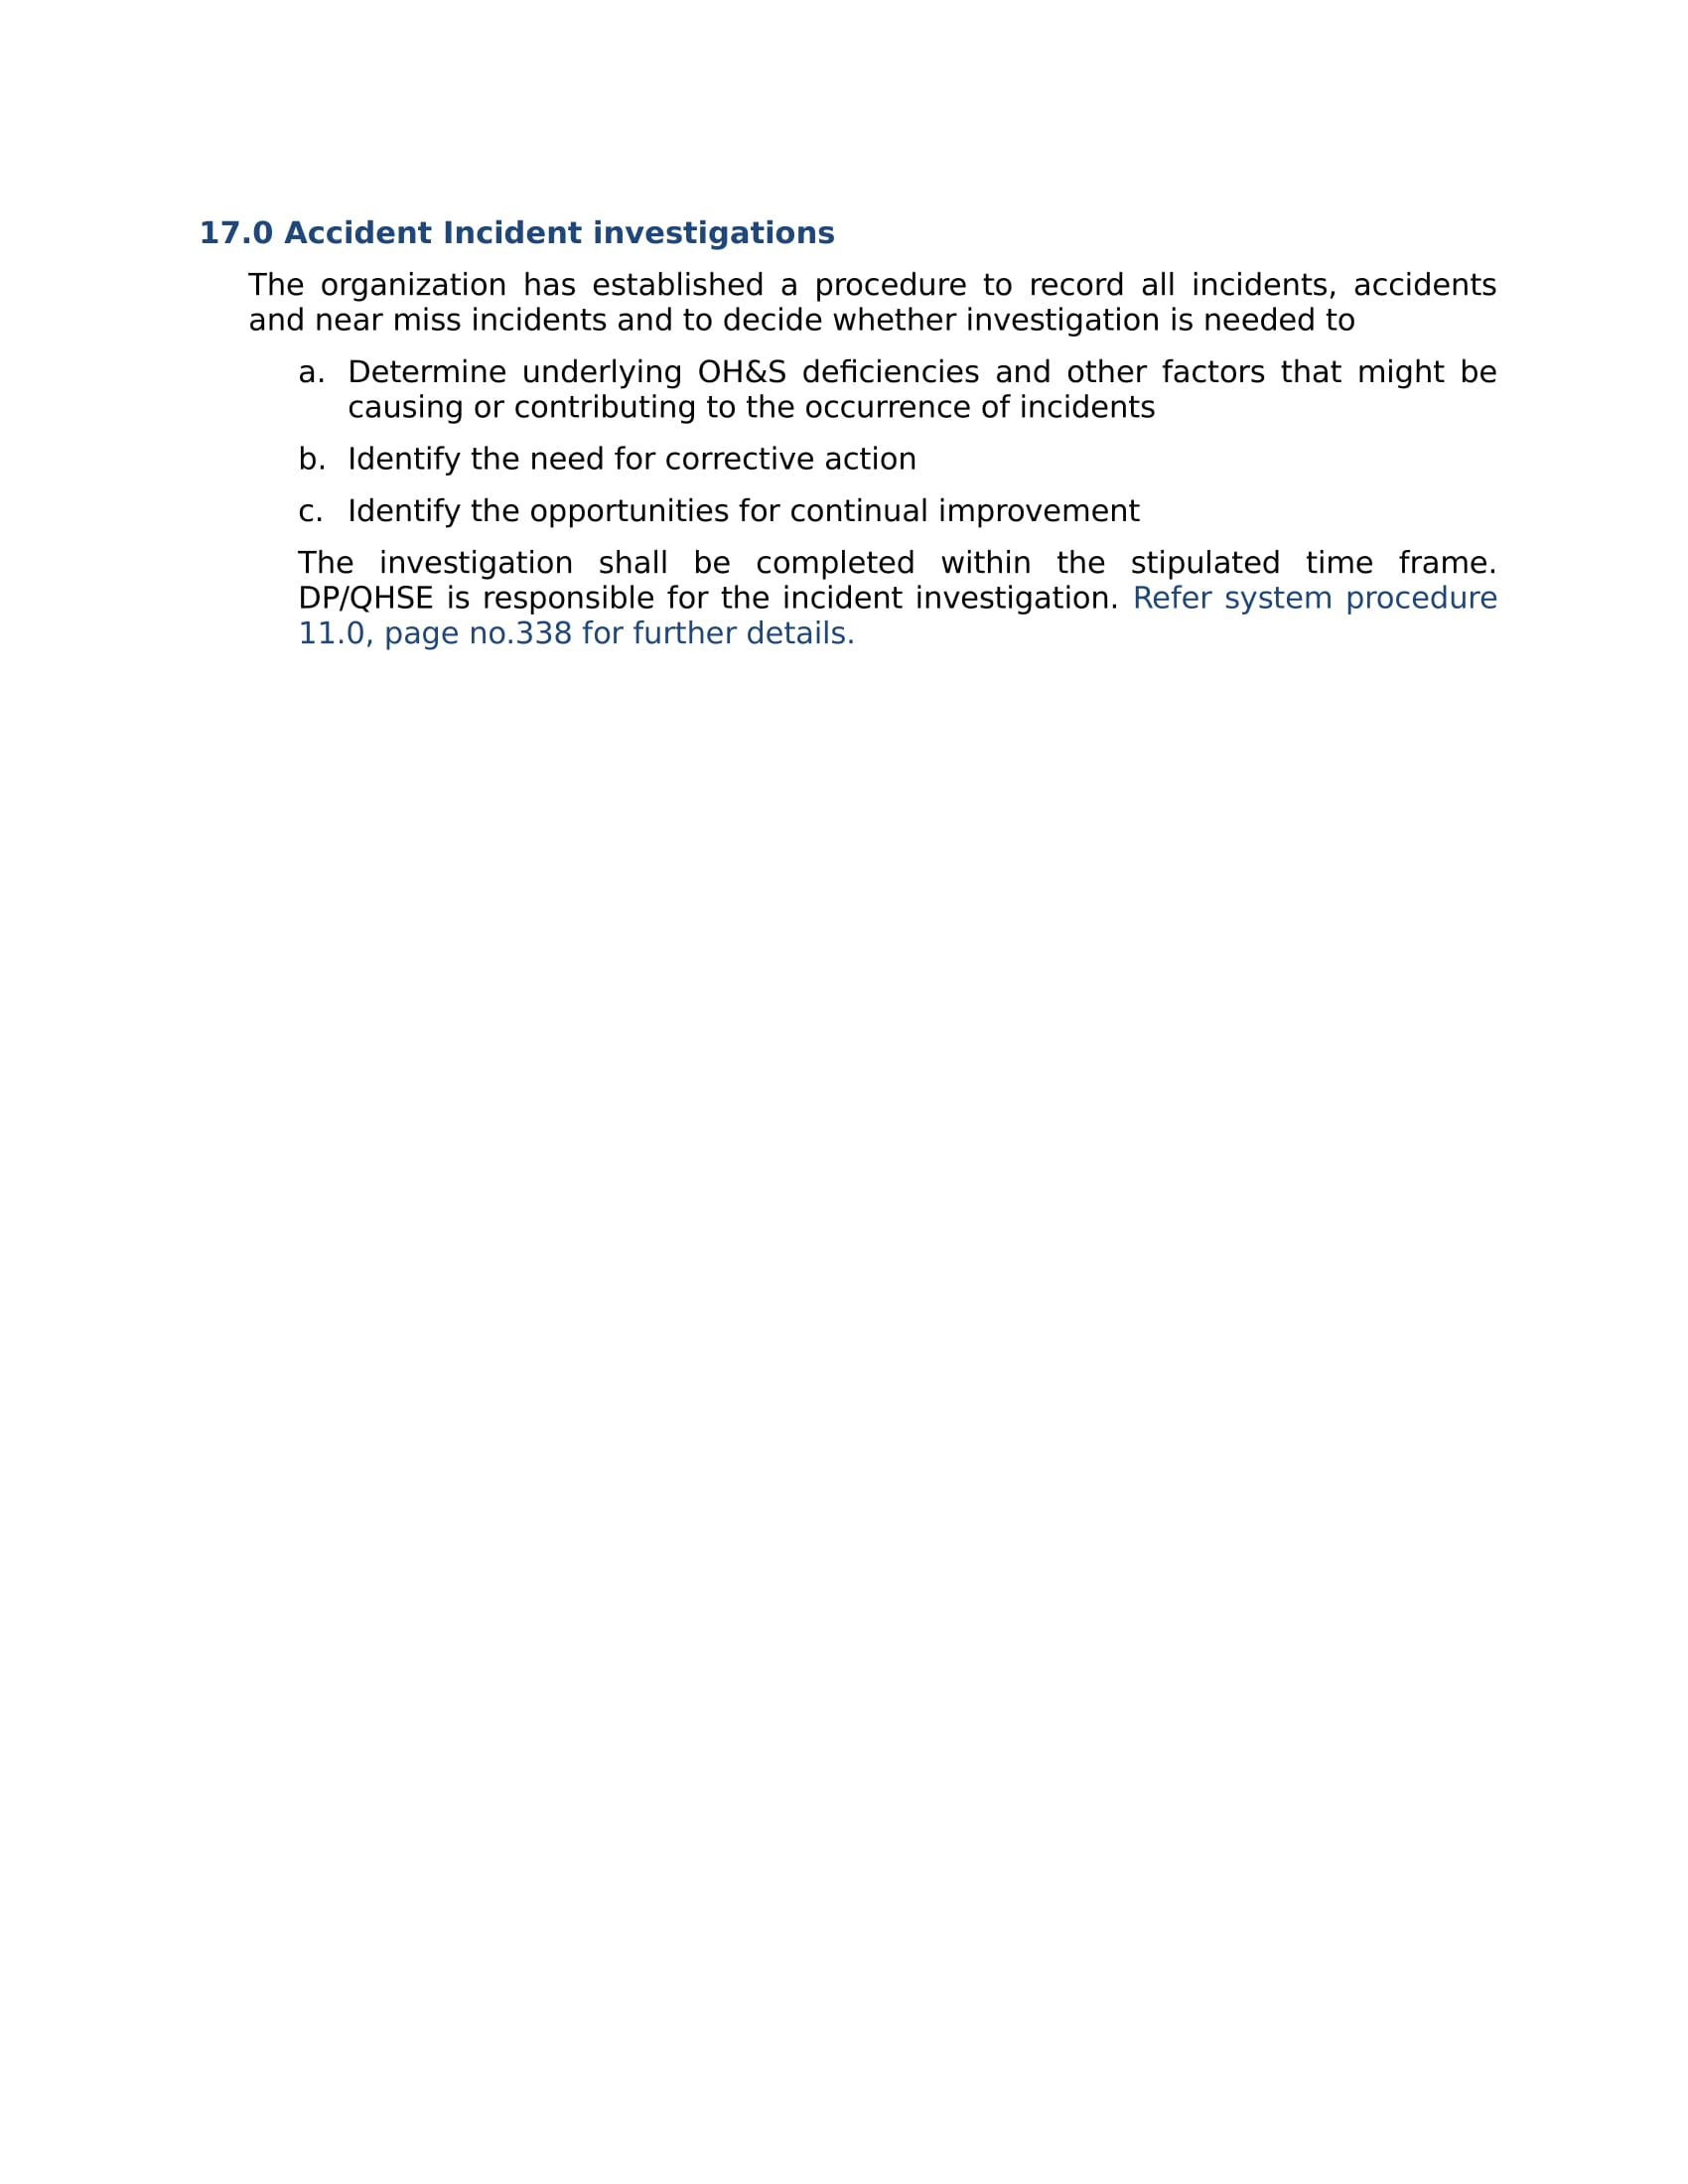 17.0 Accident Incident investigations
The organization has established a procedure to record all incidents, accidents
and near miss incidents and to decide whether investigation is needed to
a. Determine underlying OH&S deficiencies and other factors that might be
causing or contributing to the occurrence of incidents
b. Identify the need for corrective action
c. Identify the opportunities for continual improvement
The investigation shall be completed within the stipulated time frame.
DP/QHSE is responsible for the incident investigation. Refer system procedure
11.0, page no.338 for further details.